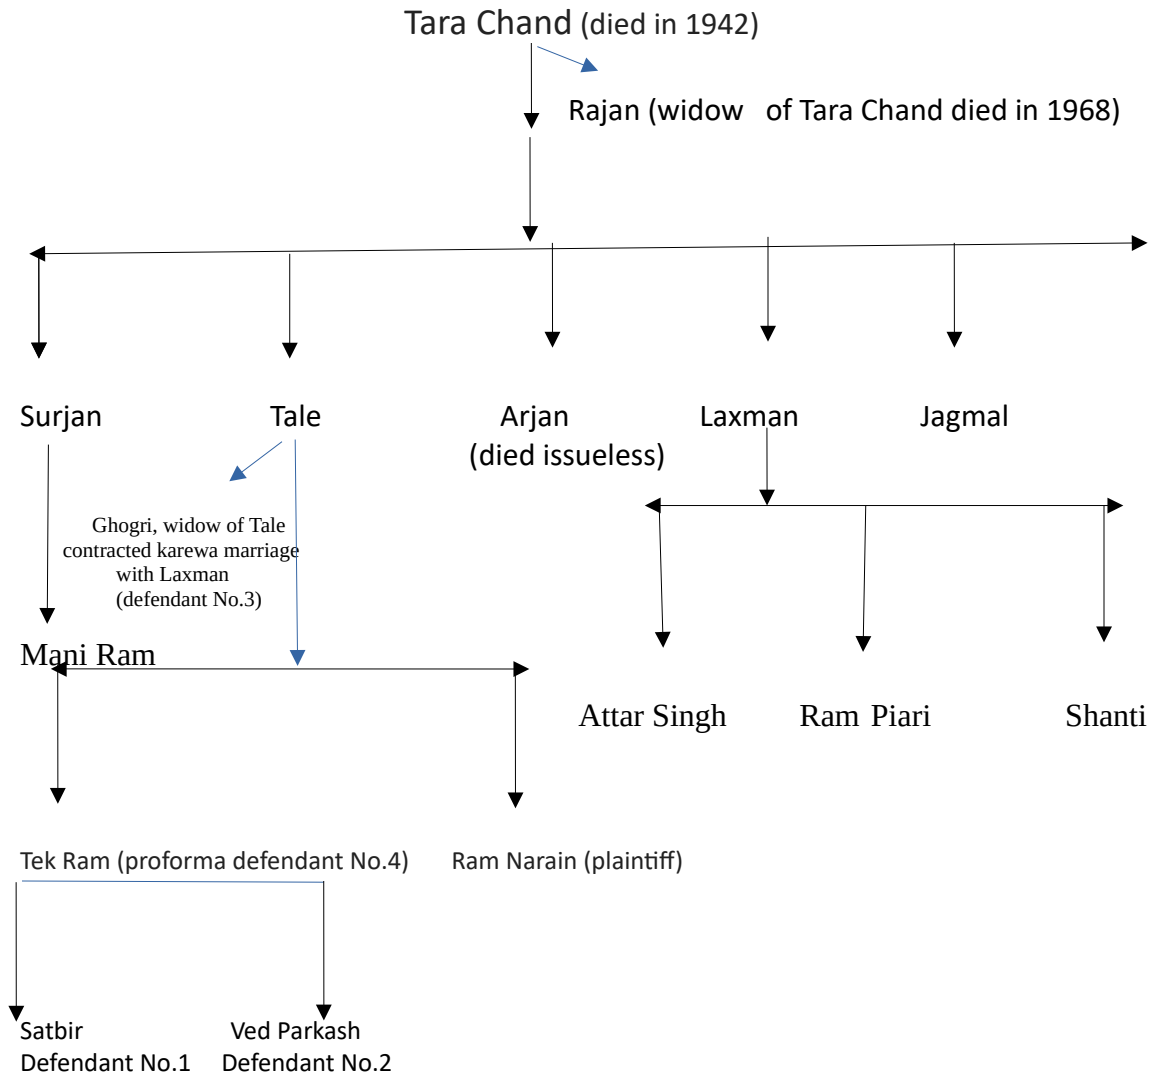 Tara Chand (died in 1942)
Rajan (widow of Tara Chand died in 1968)
Surjan Tale Arjan Laxman Jagmal
(died issueless)
Ghogri, widow of Tale
contracted karewa marriage
with Laxman
(defendant No.3)
Mani Ram
Attar Singh Ram Piari Shanti
Tek Ram (proforma defendant No.4) Ram Narain (plaintiff)
Satbir Ved Parkash
Defendant No.1 Defendant No.2